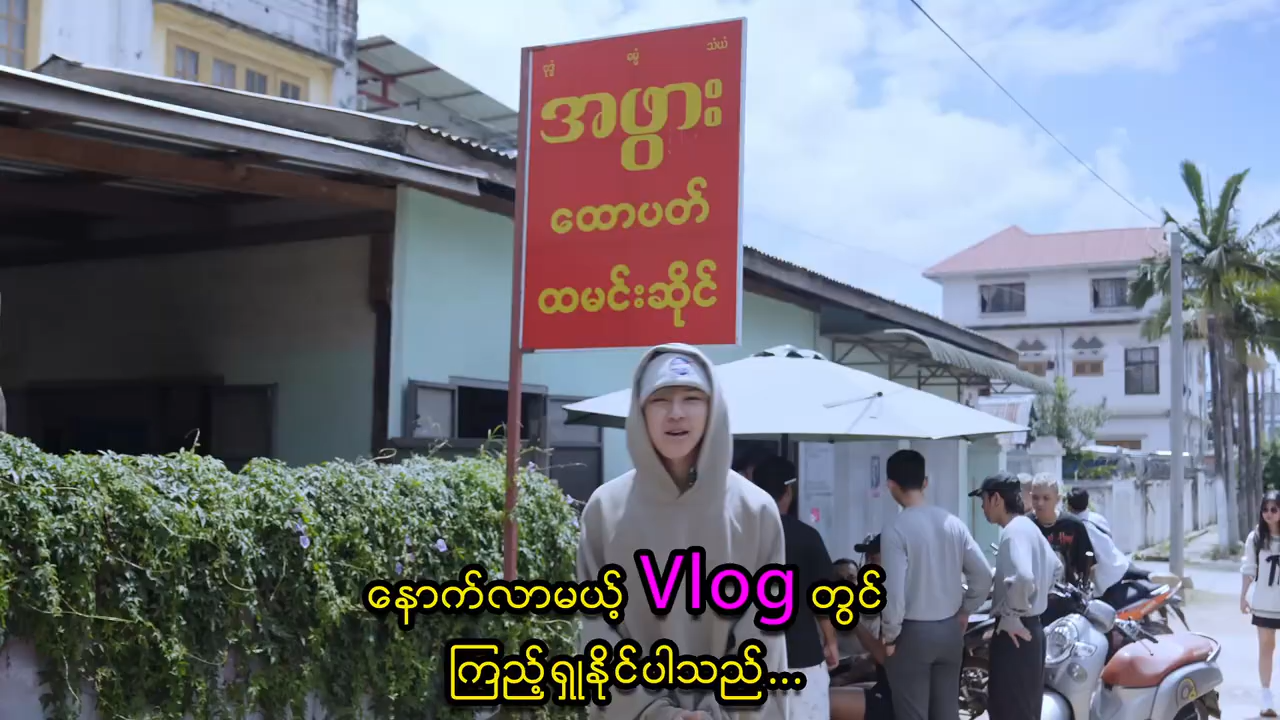 အဖွား
ထောပတ်
ထမင်းဆိုင်
နောက်လာမယ့် Vlog တွင်
ကြည့်ရှုနိုင်ပါသည်...